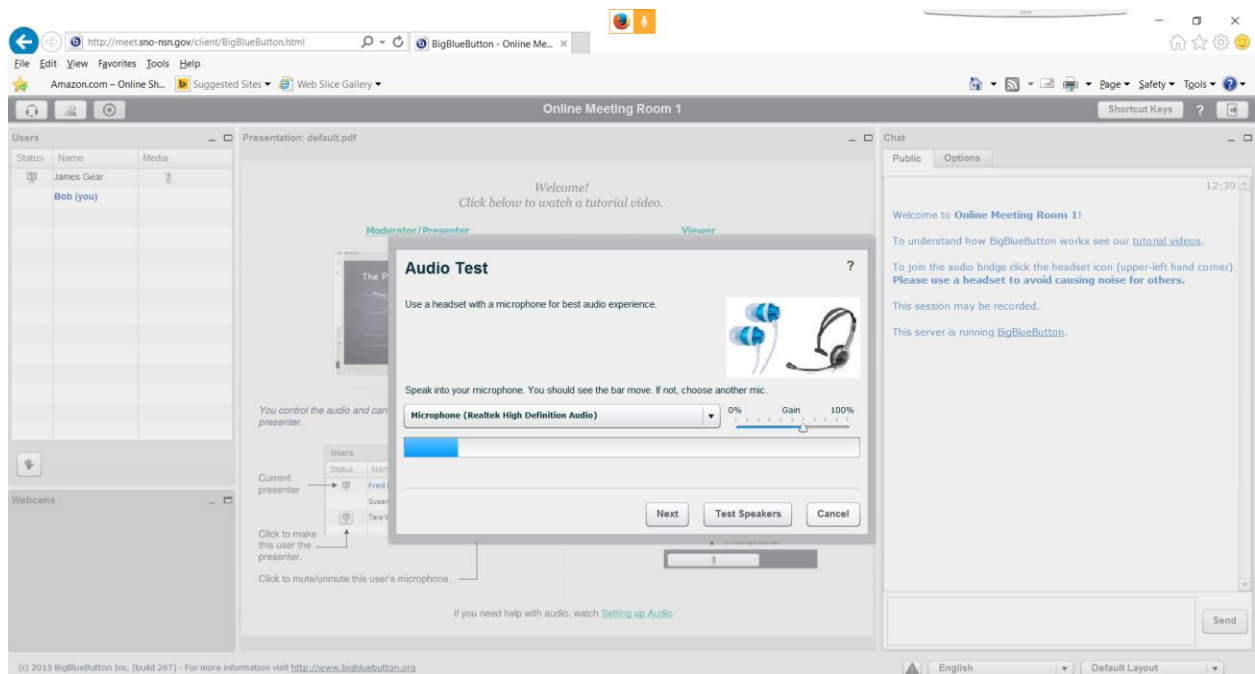 http://meet.sno-nsn.gov/client/BigBlueButton.html
BigBlueButton - Online Me...
File Edit View Favorites Tools Help
Amazon.com – Online Sh... Suggested Sites Web Slice Gallery
Page Safety Tools
Online Meeting Room 1
Shortcut Keys ?
Users
Status Name Media
James Gear
Bob (you)
Webcams
Presentation: default.pdf
Welcome!
Click below to watch a tutorial video.
Moderator/Presenter Viewer
The P
You control the audio and can
presenter.
Users
Status
Current
presenter
Fred
Susan
Tara
Click to make
this user the
presenter.
Click to mute/unmute this user's microphone.
If you need help with audio, watch Setting up Audio.
Audio Test ?
Use a headset with a microphone for best audio experience.
Speak into your microphone. You should see the bar move. If not, choose another mic.
Microphone (Realtek High Definition Audio)
0% Gain 100%
Next Test Speakers Cancel
Chat
Public Options
12:39
Welcome to Online Meeting Room 1!
To understand how BigBlueButton works see our tutorial videos.
To join the audio bridge click the headset icon (upper-left hand corner).
Please use a headset to avoid causing noise for others.
This session may be recorded.
This server is running BigBlueButton.
Send
(c) 2015 BigBlueButton Inc. [build 267] - For more information visit http://www.bigbluebutton.org
English Default Layout